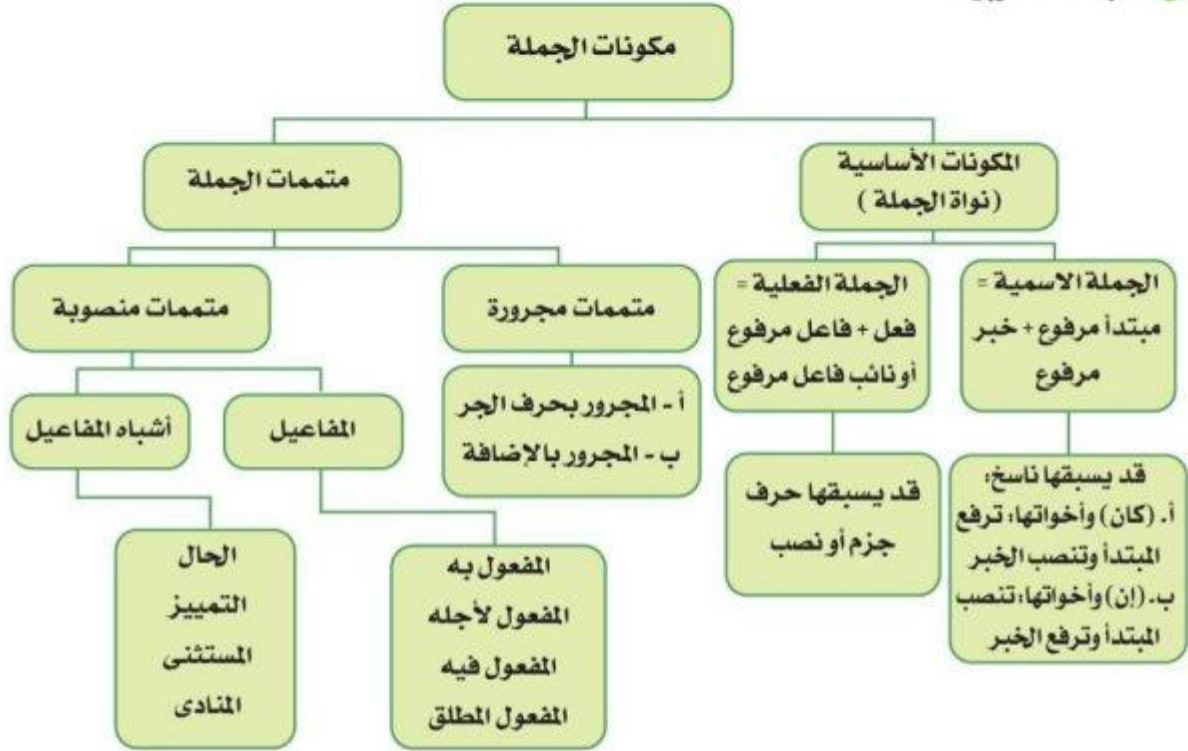 مكونات الجملة
المكونات الأساسية
(نواة الجملة)
متممات الجملة
الجملة الاسمية =
مبتدأ مرفوع + خبر
مرفوع
الجملة الفعلية =
فعل + فاعل مرفوع
أو نائب فاعل مرفوع
متممات مجرورة
متممات منصوبة
قد يسبقها ناسخ:
أ. (كان) وأخواتها: ترفع
المبتدأ وتنصب الخبر
ب. (إن) وأخواتها: تنصب
المبتدأ وترفع الخبر
قد يسبقها حرف
جزم أو نصب
أ - المجرور بحرف الجر
ب - المجرور بالإضافة
المفاعيل
أشباه المفاعيل
المفعول به
المفعول لأجله
المفعول فيه
المفعول المطلق
الحال
التمييز
المستثنى
المنادى